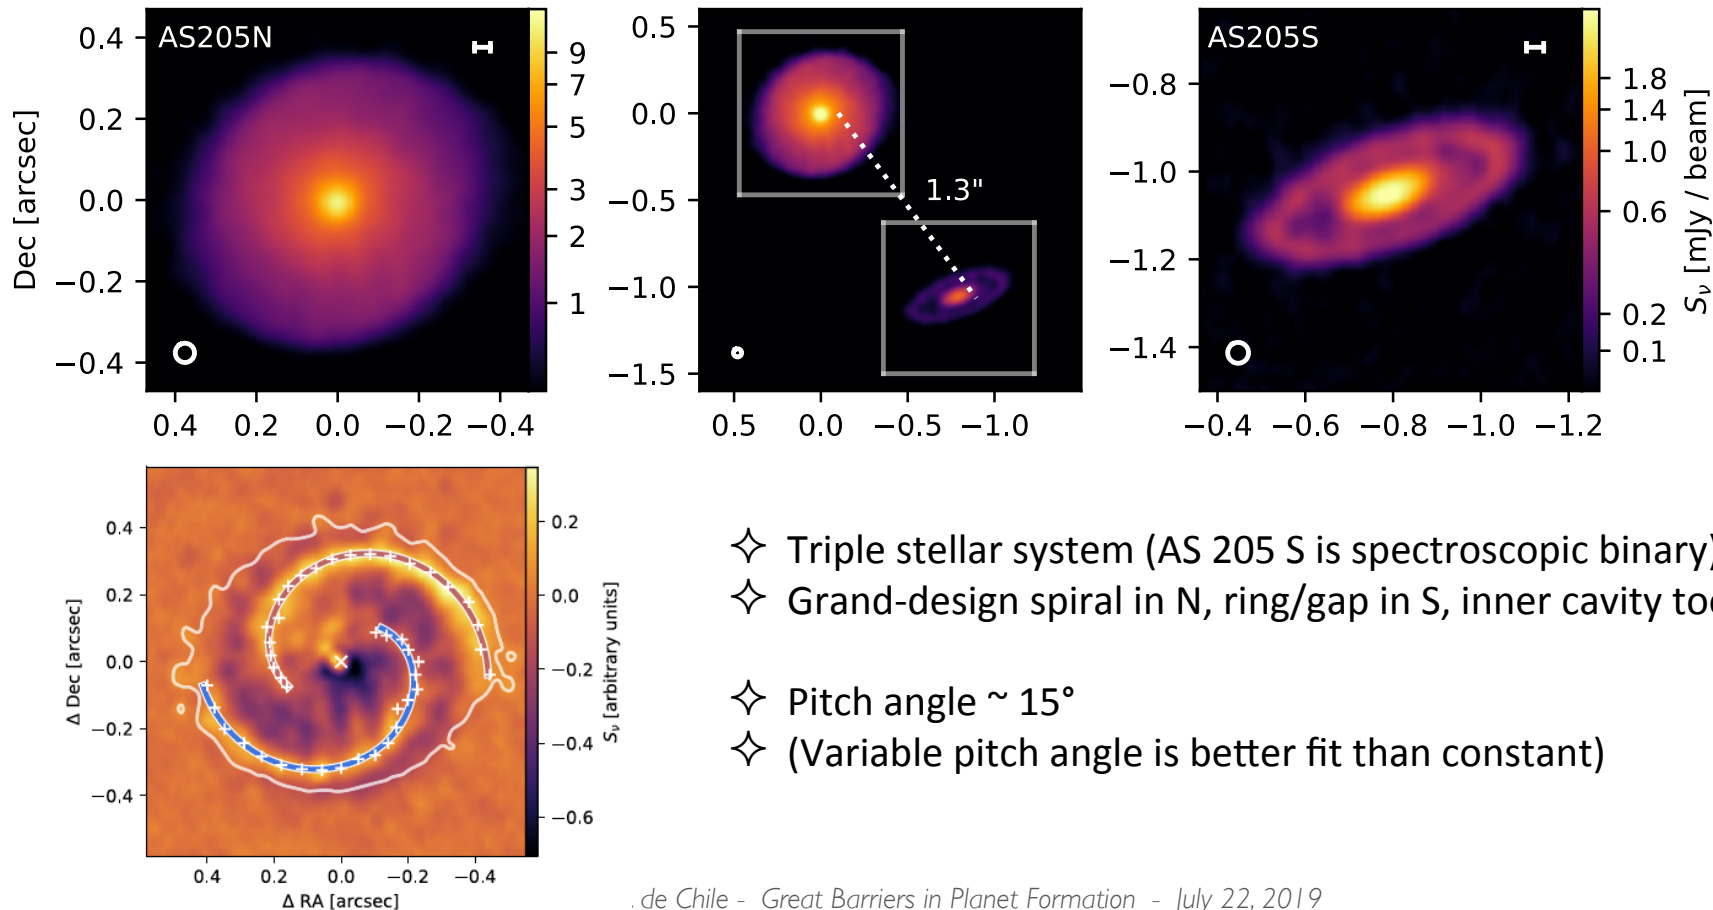 AS205N
Dec [arcsec]
0.4
0.2
0.0
−0.2
−0.4
0.4 0.2 0.0 −0.2 −0.4
9
7
5
3
2
1
0.5
0.0
−0.5
−1.0
−1.5
1.3"
0.5 0.0 −0.5 −1.0
AS205S
−0.8
−1.0
−1.2
−1.4
−0.4 −0.6 −0.8 −1.0 −1.2
1.8
1.4
1.0
0.6
0.2
0.1
Sν [mJy / beam]
Δ Dec [arcsec]
0.4
0.2
0.0
−0.2
−0.4
0.4 0.2 0.0 −0.2 −0.4
Δ RA [arcsec]
0.2
0.0
−0.2
−0.4
−0.6
Sν [arbitrary units]
✧ Triple stellar system (AS 205 S is spectroscopic binary)
✧ Grand-design spiral in N, ring/gap in S, inner cavity
✧ Pitch angle ~ 15°
✧ (Variable pitch angle is better fit than constant)
. de Chile - Great Barriers in Planet Formation - July 22, 2019